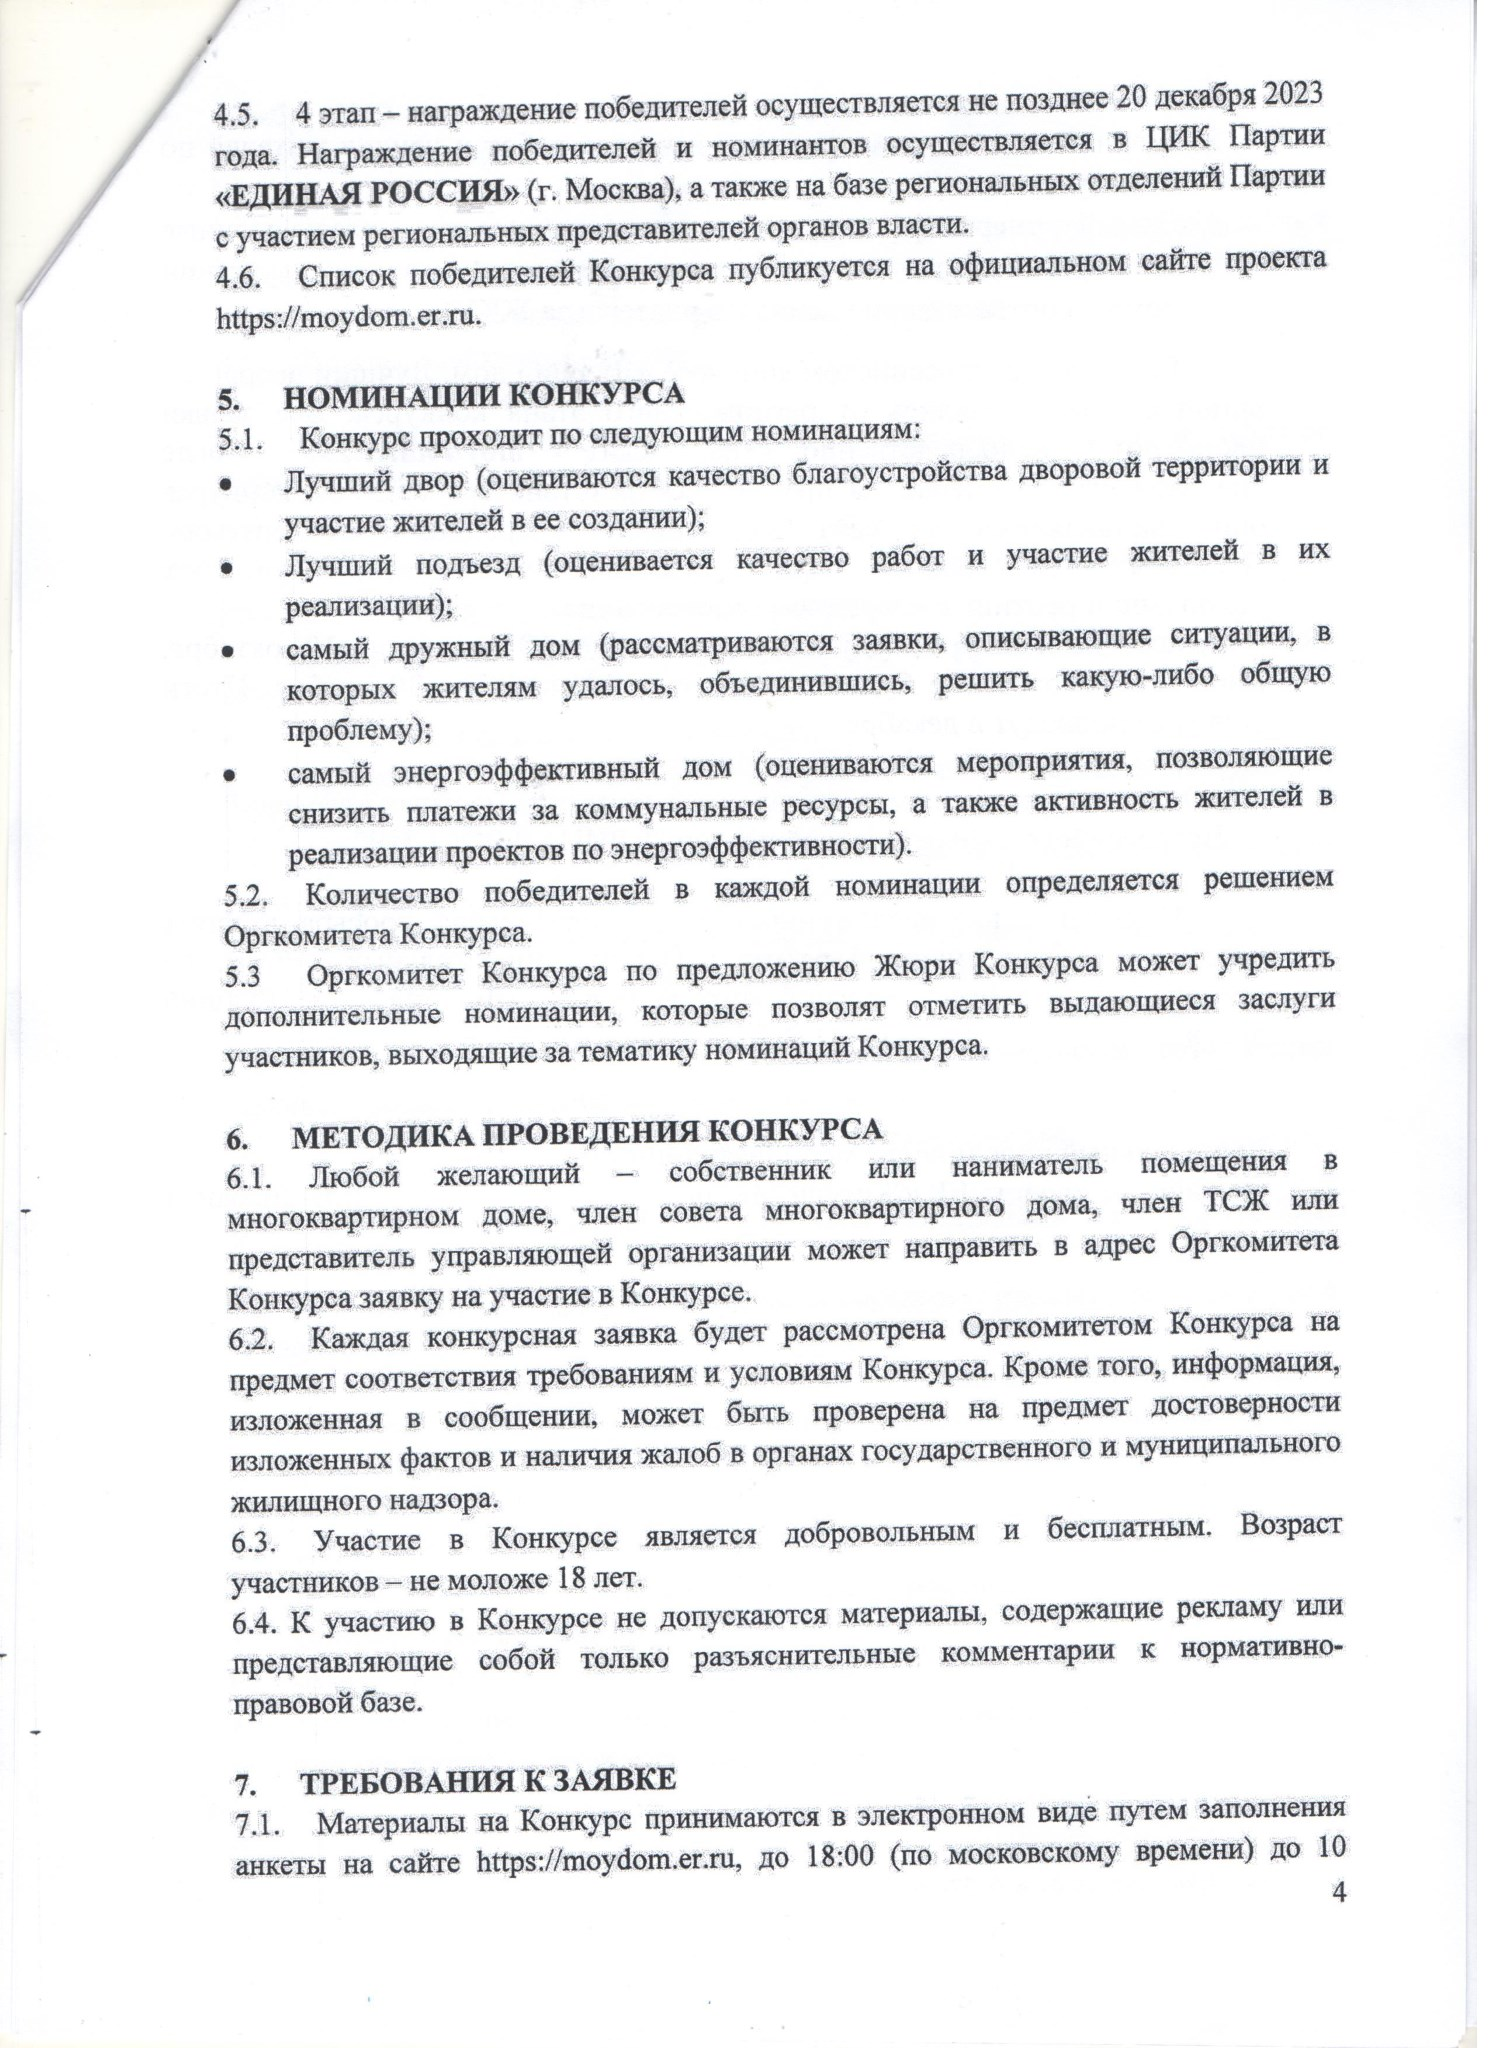 4.5. 4 этап – награждение победителей осуществляется не позднее 20 декабря 2023
года. Награждение победителей и номинантов осуществляется в ЦИК Партии
«ЕДИНАЯ РОССИЯ» (г. Москва), а также на базе региональных отделений Партии
с участием региональных представителей органов власти.
4.6. Список победителей Конкурса публикуется на официальном сайте проекта
https://moydom.er.ru.
5. НОМИНАЦИИ КОНКУРСА
5.1. Конкурс проходит по следующим номинациям:
• Лучший двор (оцениваются качество благоустройства дворовой территории и
участие жителей в ее создании);
• Лучший подъезд (оценивается качество работ и участие жителей в их
реализации);
• самый дружный дом (рассматриваются заявки, описывающие ситуации, в
которых жителям удалось, объединившись, решить какую-либо общую
проблему);
• самый энергоэффективный дом (оцениваются мероприятия, позволяющие
снизить платежи за коммунальные ресурсы, а также активность жителей в
реализации проектов по энергоэффективности).
5.2. Количество победителей в каждой номинации определяется решением
Оргкомитета Конкурса.
5.3 Оргкомитет Конкурса по предложению Жюри Конкурса может учредить
дополнительные номинации, которые позволят отметить выдающиеся заслуги
участников, выходящие за тематику номинаций Конкурса.
6. МЕТОДИКА ПРОВЕДЕНИЯ КОНКУРСА
6.1. Любой желающий – собственник или наниматель помещения в
многоквартирном доме, член совета многоквартирного дома, член ТСЖ или
представитель управляющей организации может направить в адрес Оргкомитета
Конкурса заявку на участие в Конкурсе.
6.2. Каждая конкурсная заявка будет рассмотрена Оргкомитетом Конкурса на
предмет соответствия требованиям и условиям Конкурса. Кроме того, информация,
изложенная в сообщении, может быть проверена на предмет достоверности
изложенных фактов и наличия жалоб в органах государственного и муниципального
жилищного надзора.
6.3. Участие в Конкурсе является добровольным и бесплатным. Возраст
участников – не моложе 18 лет.
6.4. К участию в Конкурсе не допускаются материалы, содержащие рекламу или
представляющие собой только разъяснительные комментарии к нормативно-
правовой базе.
7. ТРЕБОВАНИЯ К ЗАЯВКЕ
7.1. Материалы на Конкурс принимаются в электронном виде путем заполнения
анкеты на сайте https://moydom.er.ru, до 18:00 (по московскому времени) до 10
4